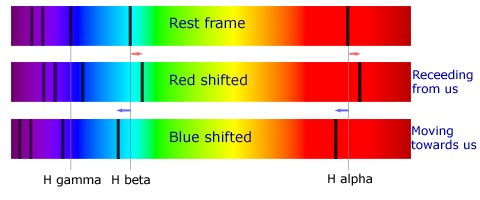 Rest frame
Red shifted
Receeding
from us
Blue shifted
Moving
towards us
H gamma
H beta
H alpha